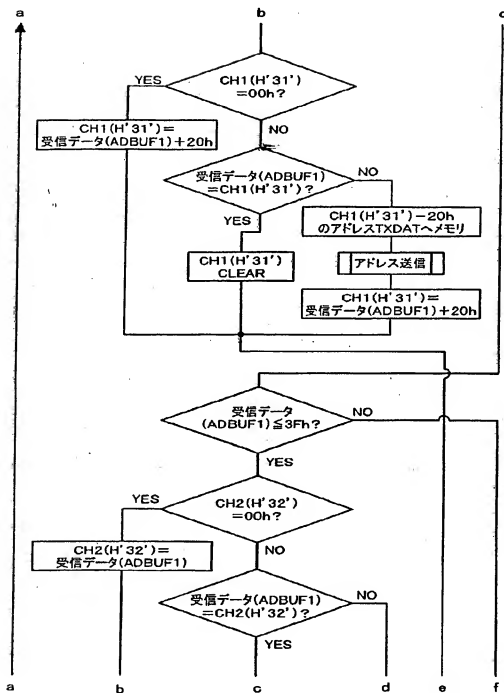 a
b
c
CH1(H'31')
=00h?
YES
NO
CH1(H'31')=
受信データ(ADBUF1)+20h
受信データ(ADBUF1)
=CH1(H'31')?
NO
YES
CH1(H'31')-20h
のアドレスTXDATへメモリ
CH1(H'31')
CLEAR
アドレス送信
CH1(H'31')=
受信データ(ADBUF1)+20h
受信データ
(ADBUF1)≦3Fh?
NO
YES
CH2(H'32')
=00h?
YES
NO
CH2(H'32')=
受信データ(ADBUF1)
受信データ(ADBUF1)
=CH2(H'32')?
NO
YES
a
b
c
d
e
f